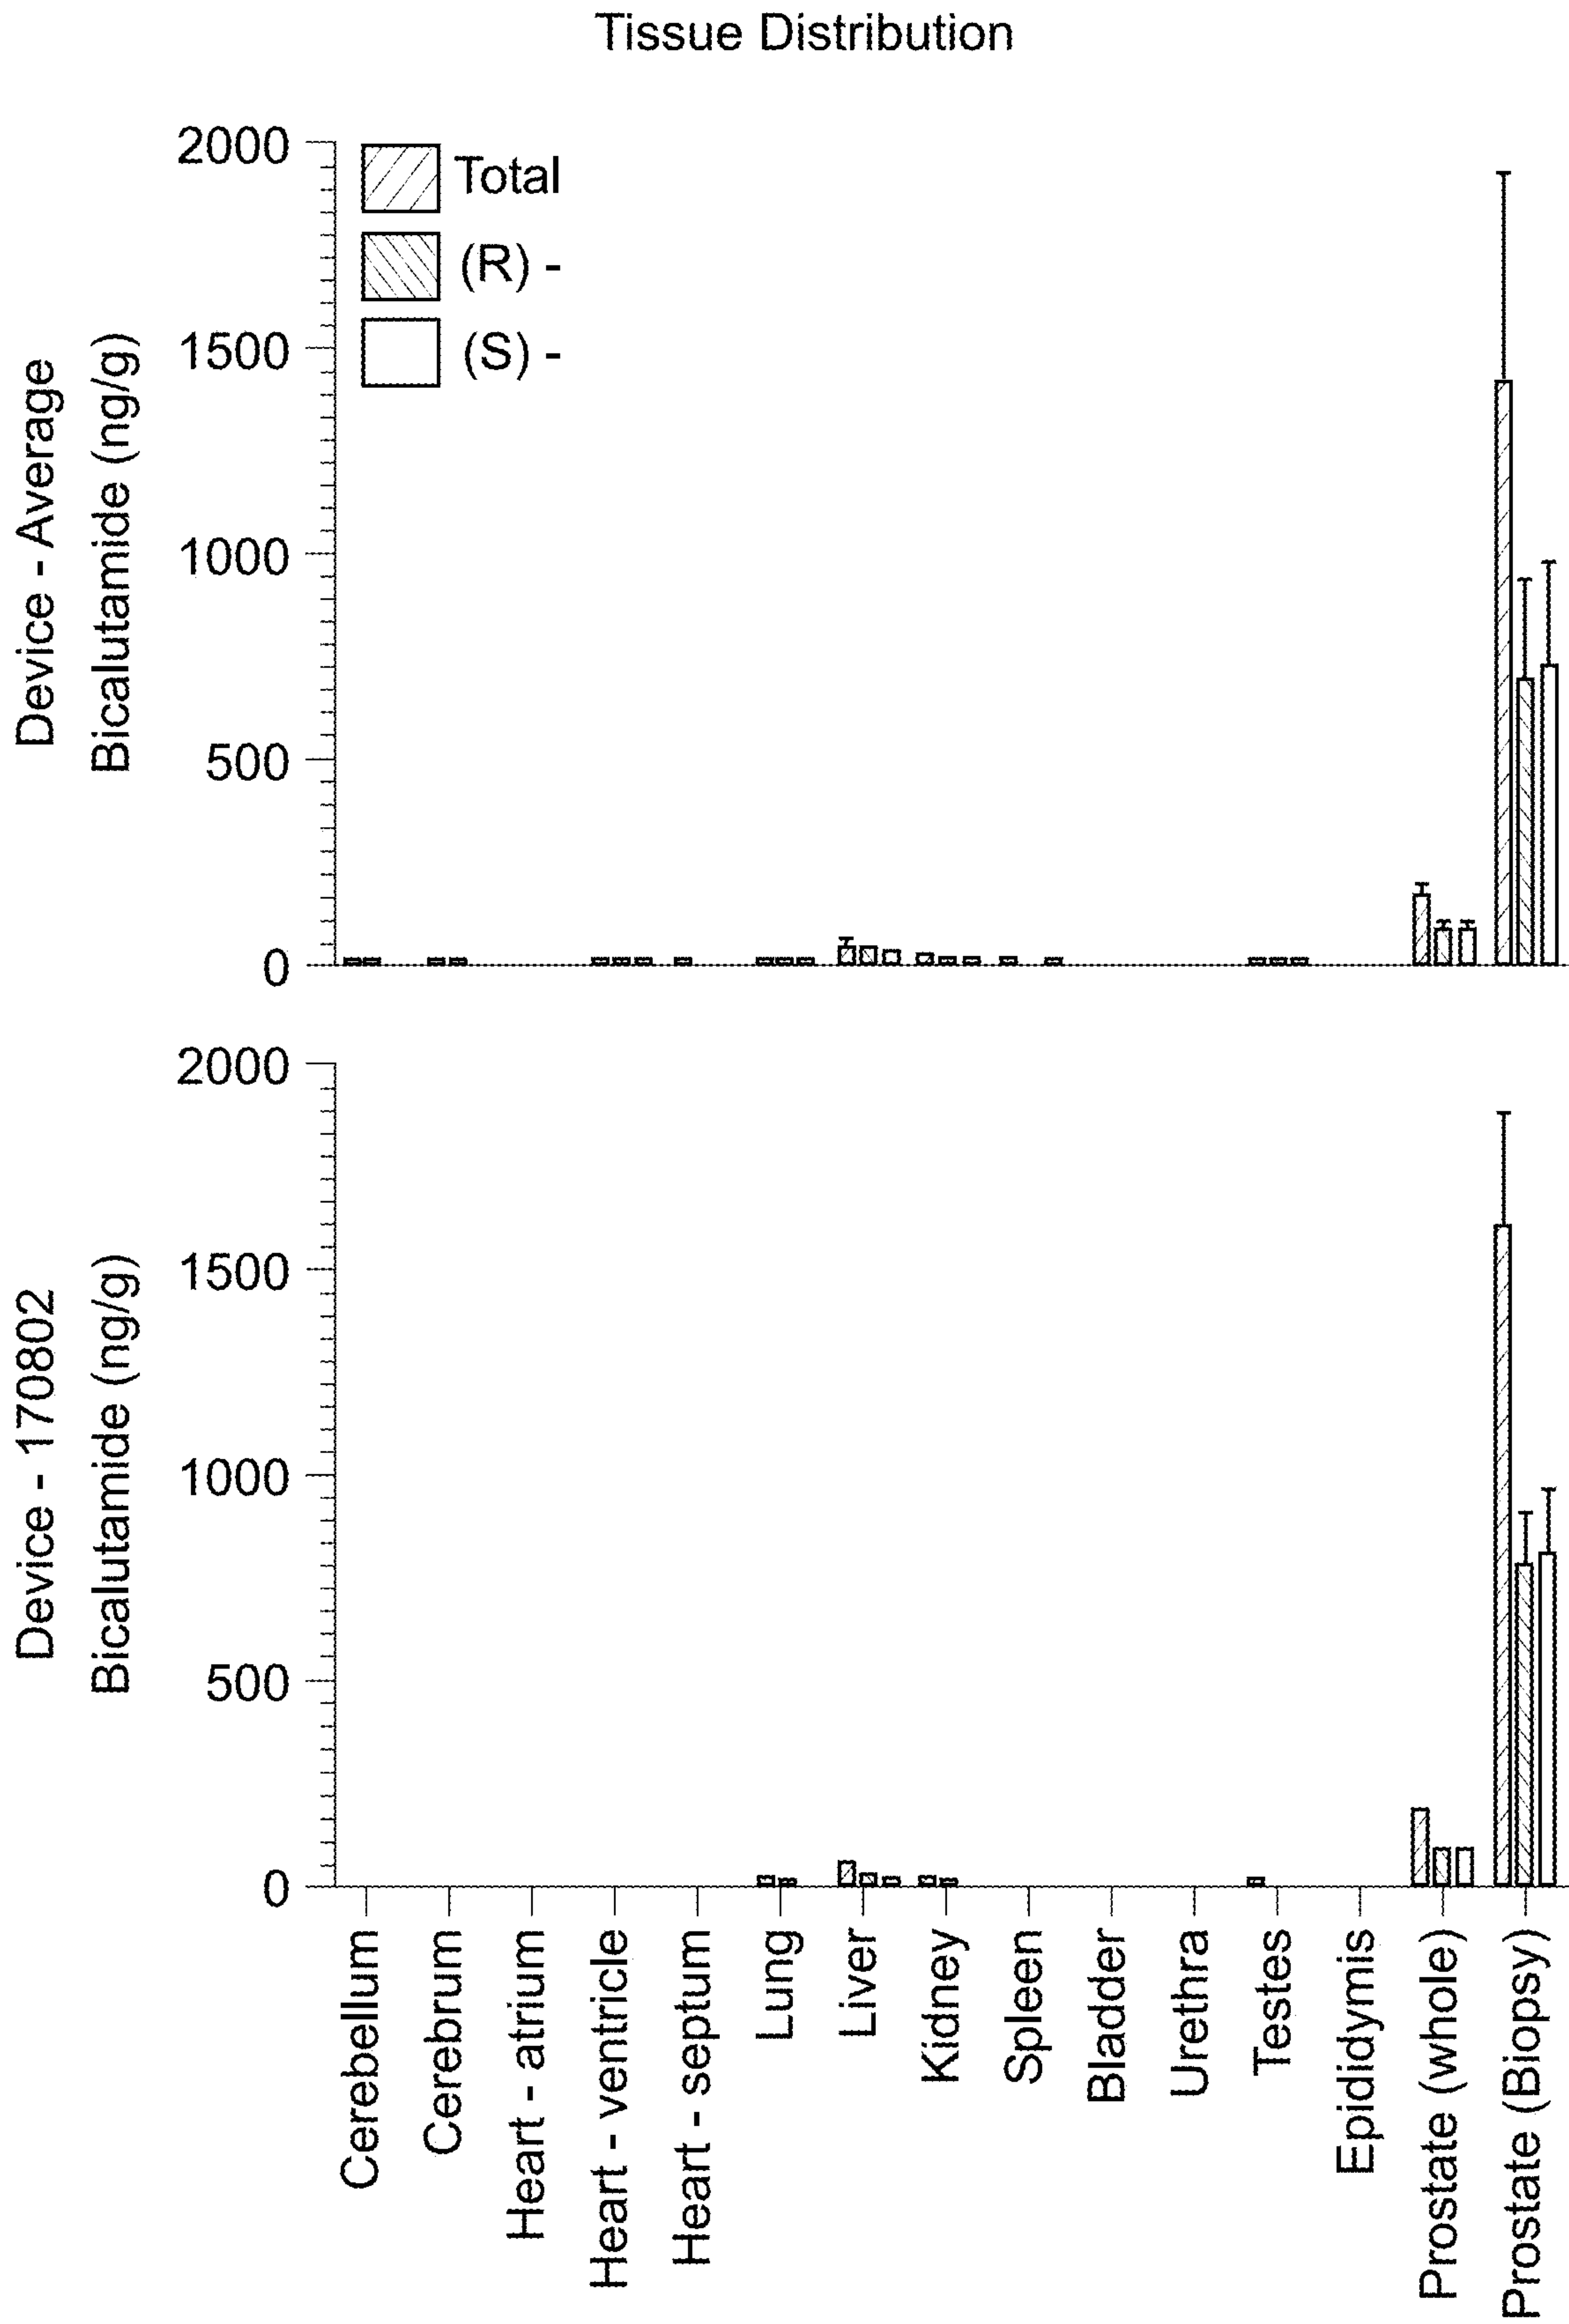 Tissue Distribution
Device - Average
Bicalutamide (ng/g)
2000
1500
1000
500
0
Total
(R) -
(S) -
Device - 170802
Bicalutamide (ng/g)
2000
1500
1000
500
0
Cerebellum
Cerebrum
Heart - atrium
Heart - ventricle
Heart - septum
Lung
Liver
Kidney
Spleen
Bladder
Urethra
Testes
Epididymis
Prostate (whole)
Prostate (Biopsy)